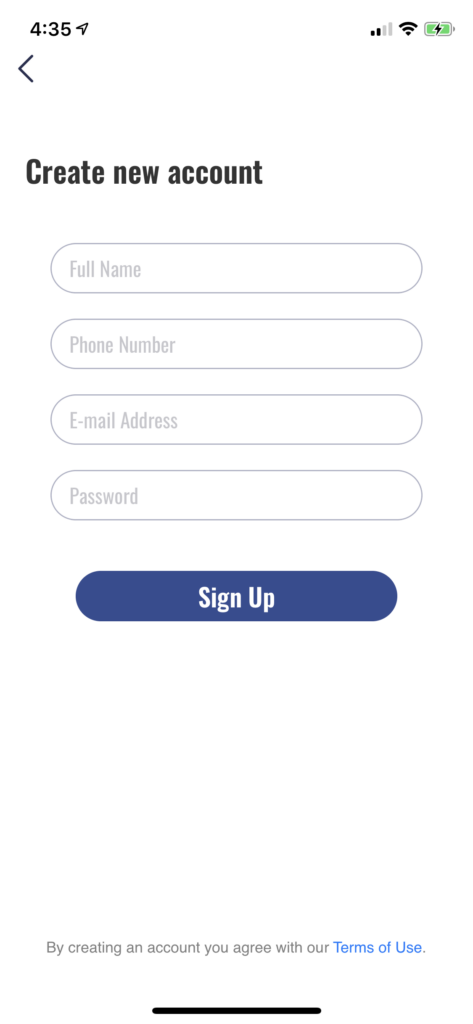 4:35
Create new account
Full Name
Phone Number
E-mail Address
Password
Sign Up
By creating an account you agree with our Terms of Use.